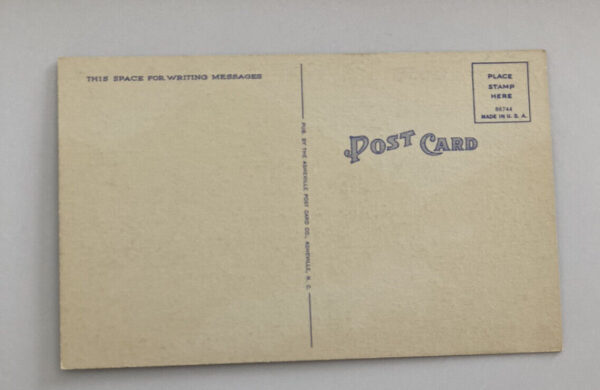 THIS SPACE FOR WRITING MESSAGES
PUB. BY THE ASHEVILLE POST CARD CO., ASHEVILLE, N. C.
POST CARD
PLACE
STAMP
HERE
86744
MADE IN U. S. A.